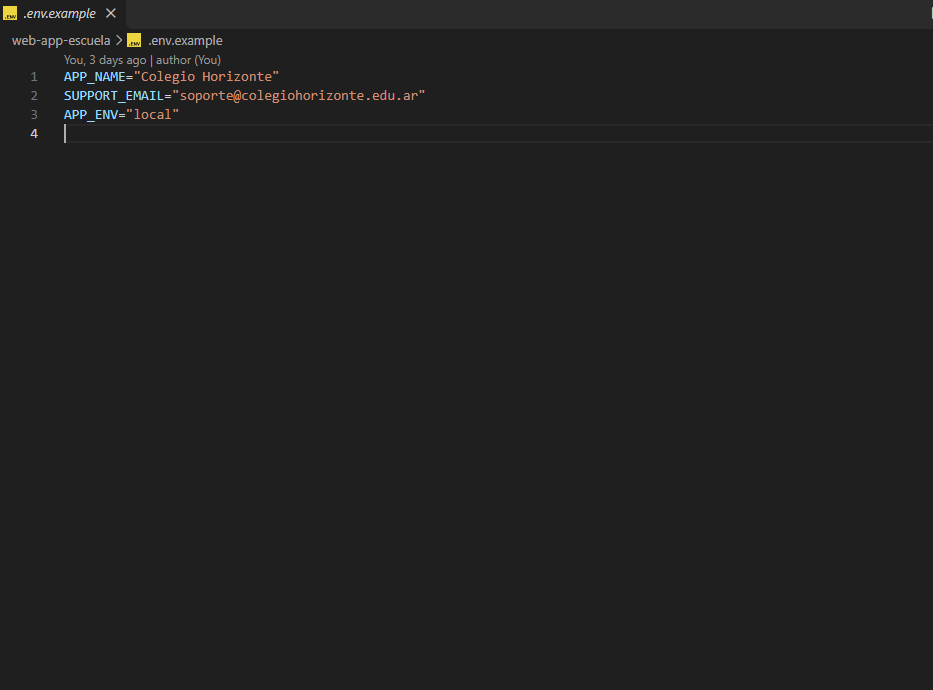 .env.example
web-app-escuela > .env.example
You, 3 days ago | author (You)
1 APP_NAME="Colegio Horizonte"
2 SUPPORT_EMAIL="soporte@colegiohorizonte.edu.ar"
3 APP_ENV="local"
4